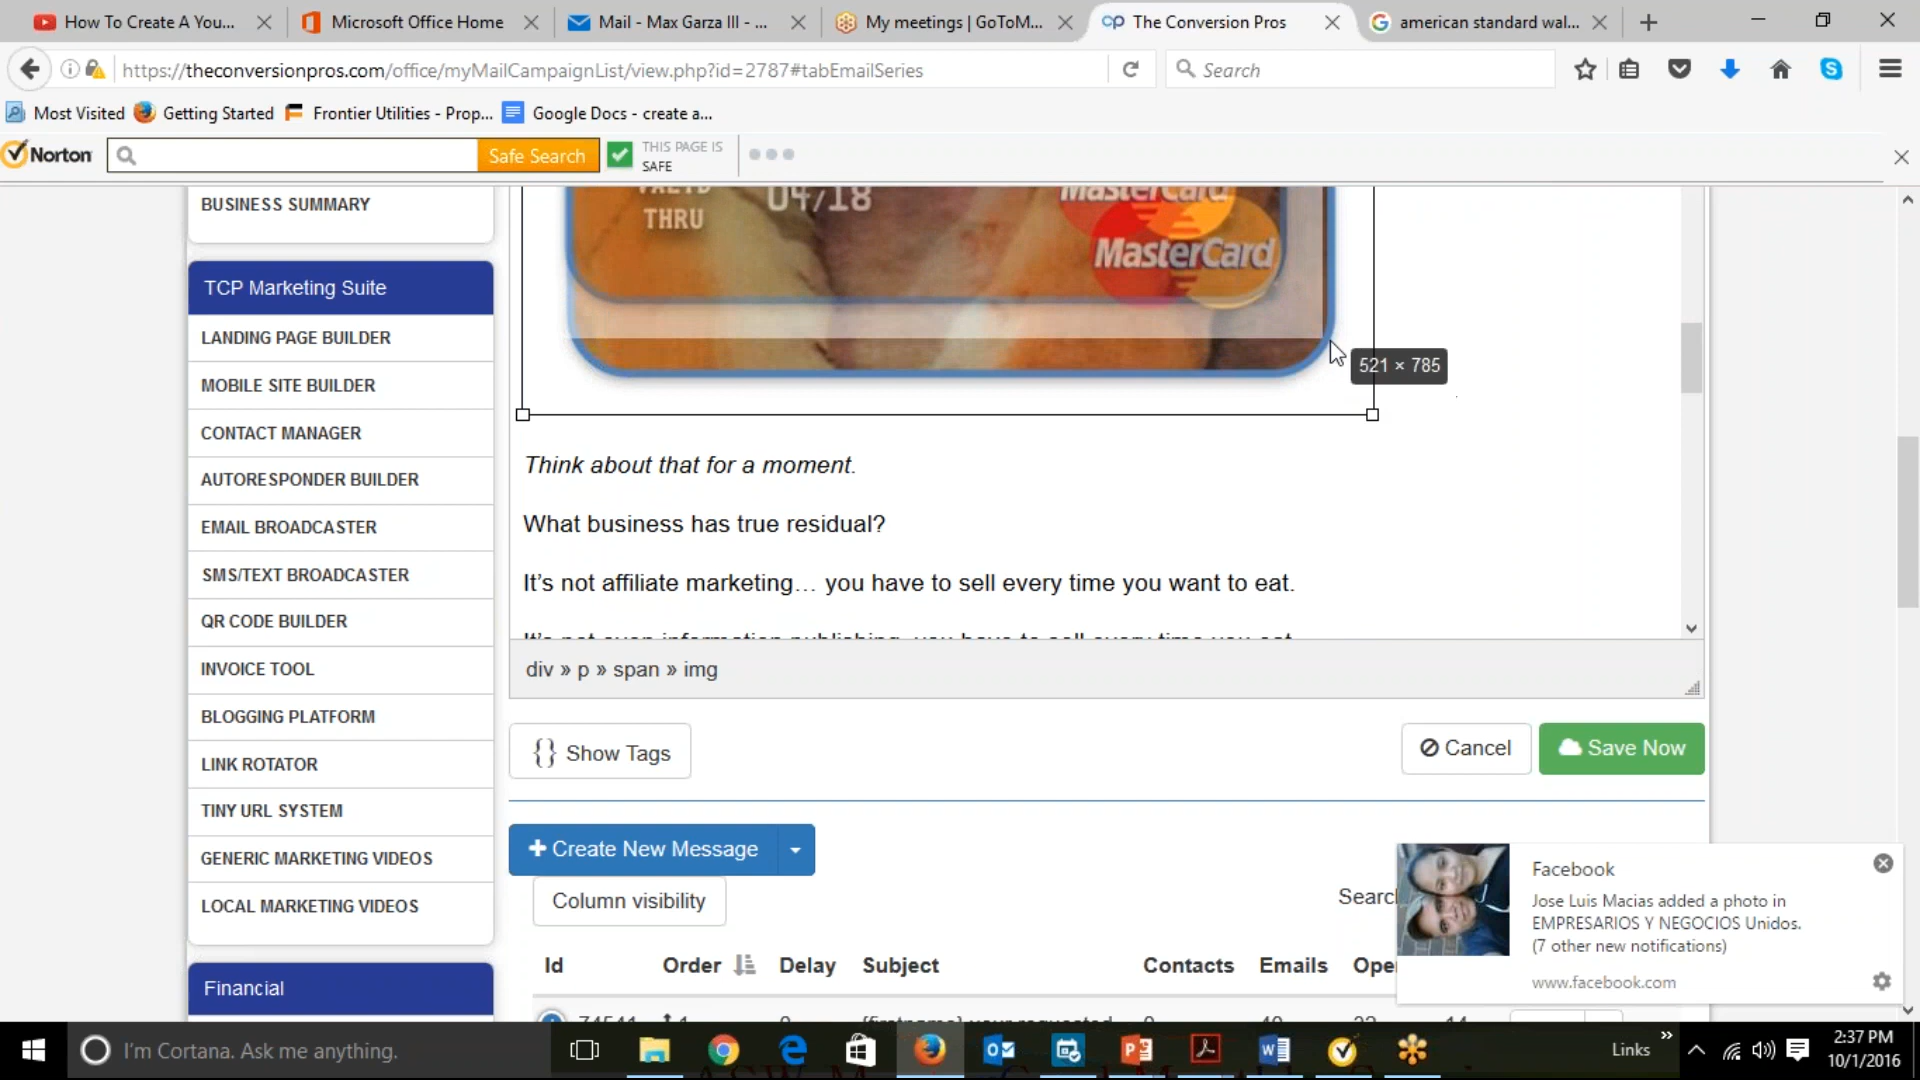 How To Create A You...
Microsoft Office Home
Mail - Max Garza III - ...
My meetings | GoToM...
The Conversion Pros
american standard wal...
https://theconversionpros.com/office/myMailCampaignList/view.php?id=2787#tabEmailSeries
Search
Most Visited
Getting Started
Frontier Utilities - Prop...
Google Docs - create a...
Norton
Safe Search
THIS PAGE IS
SAFE
BUSINESS SUMMARY
TCP Marketing Suite
LANDING PAGE BUILDER
MOBILE SITE BUILDER
CONTACT MANAGER
AUTORESPONDER BUILDER
EMAIL BROADCASTER
SMS/TEXT BROADCASTER
QR CODE BUILDER
INVOICE TOOL
BLOGGING PLATFORM
LINK ROTATOR
TINY URL SYSTEM
GENERIC MARKETING VIDEOS
LOCAL MARKETING VIDEOS
Financial
VALID
THRU
04/18
MasterCard
MasterCard
521 × 785
Think about that for a moment.
What business has true residual?
It’s not affiliate marketing… you have to sell every time you want to eat.
div » p » span » img
{} Show Tags
Cancel
Save Now
Create New Message
Column visibility
Search
Id Order Delay Subject Contacts Emails Open
Facebook
Jose Luis Macias added a photo in
EMPRESARIOS Y NEGOCIOS Unidos.
(7 other new notifications)
www.facebook.com
I'm Cortana. Ask me anything.
Links
2:37 PM
10/1/2016